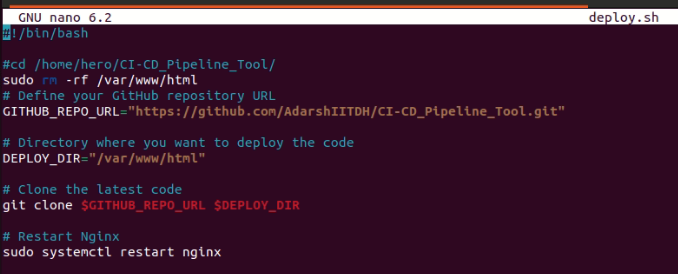 GNU nano 6.2 deploy.sh
#!/bin/bash
#cd /home/hero/CI-CD_Pipeline_Tool/
sudo rm -rf /var/www/html
# Define your GitHub repository URL
GITHUB_REPO_URL="https://github.com/AdarshIITDH/CI-CD_Pipeline_Tool.git"
# Directory where you want to deploy the code
DEPLOY_DIR="/var/www/html"
# Clone the latest code
git clone $GITHUB_REPO_URL $DEPLOY_DIR
# Restart Nginx
sudo systemctl restart nginx